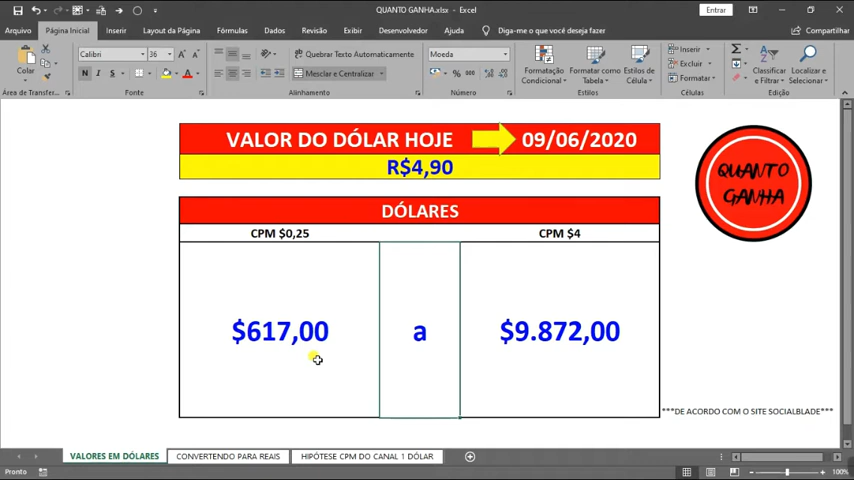 QUANTO GANHA.xlsx - Excel
Entrar
Arquivo
Página Inicial
Inserir
Layout da Página
Fórmulas
Dados
Revisão
Exibir
Desenvolvedor
Ajuda
Diga-me o que você deseja fazer
Compartilhar
Colar
Calibri
36
N I S
Quebrar Texto Automaticamente
Mesclar e Centralizar
Moeda
% 000
Formatação Condicional
Formatar como Tabela
Estilos de Célula
Inserir
Excluir
Formatar
Classificar e Filtrar
Localizar e Selecionar
Área de Transfer...
Fonte
Alinhamento
Número
Estilos
Células
Edição
VALOR DO DÓLAR HOJE 09/06/2020
R$4,90
QUANTO
GANHA
DÓLARES
CPM $0,25 CPM $4
$617,00 a $9.872,00
***DE ACORDO COM O SITE SOCIALBLADE***
VALORES EM DÓLARES
CONVERTENDO PARA REAIS
HIPÓTESE CPM DO CANAL 1 DÓLAR
Pronto
100%